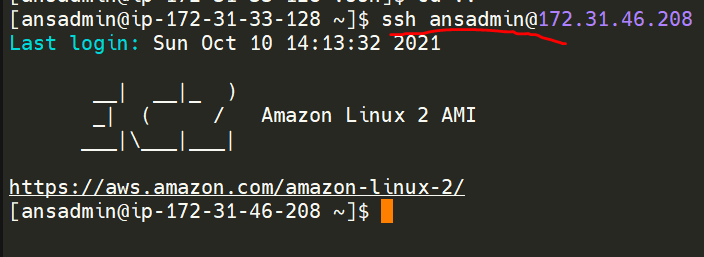 [ansadmin@ip-172-31-33-128 ~]$ ssh ansadmin@172.31.46.208
Last login: Sun Oct 10 14:13:32 2021
       __|  __|_  )
       _|  (     /   Amazon Linux 2 AMI
      ___|\___|___|
https://aws.amazon.com/amazon-linux-2/
[ansadmin@ip-172-31-46-208 ~]$